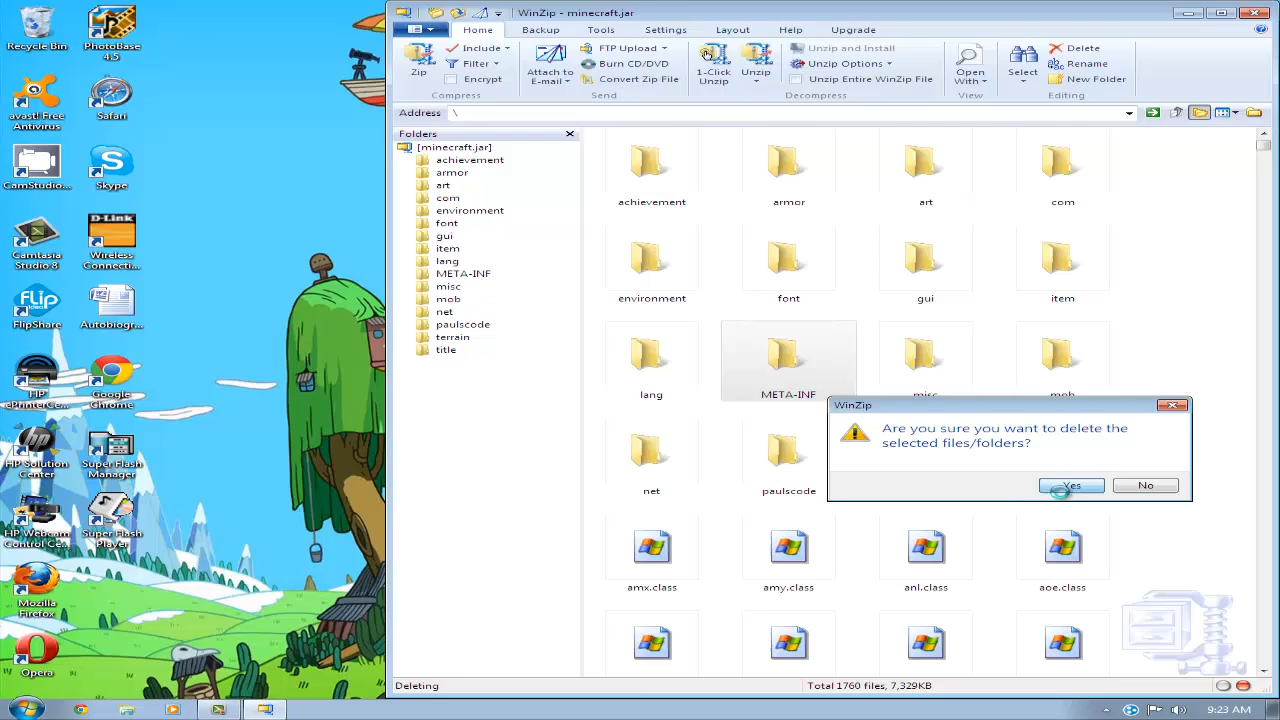 Recycle Bin
PhotoBase
4.5
avast! Free
Antivirus
Safari
CamStudio...
Skype
Camtasia
Studio 8
D-Link
Wireless
Connecti...
FlipShare
Autobiogr...
HP
ePrinterCe...
Google
Chrome
HP Solution
Center
Super Flash
Manager
HP Webcam
Control Ce...
Super Flash
Player
Mozilla
Firefox
Opera
WinZip - minecraft.jar
Home
Backup
Tools
Settings
Layout
Help
Upgrade
Zip
Include
Filter
Encrypt
Compress
Attach to
E-mail
FTP Upload
Burn CD/DVD
Convert Zip File
Send
1-Click
Unzip
Unzip
Unzip and Install
Unzip Options
Unzip Entire WinZip File
Decompress
Open
With
View
Select
Delete
Rename
New Folder
Editing
Address \
Folders
[minecraft.jar]
achievement
armor
art
com
environment
font
gui
item
lang
META-INF
misc
mob
net
paulscode
terrain
title
achievement armor art com
environment font gui item
lang META-INF misc mob
net paulscode
amx.class amy.class anl.class aoe.class
WinZip
Are you sure you want to delete the
selected files/folders?
Yes No
Deleting
Total 1760 files, 7,329KB
9:23 AM